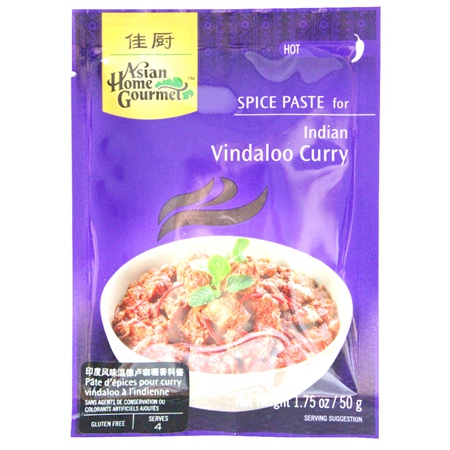 佳厨
Asian
Home
Gourmet™
HOT
SPICE PASTE for
Indian
Vindaloo Curry
印度风味温德卢咖喱香料酱
Pâte d'épices pour curry
vindaloo à l'indienne
SANS AGENTS DE CONSERVATION OU
COLORANTS ARTIFICIELS AJOUTÉS
GLUTEN FREE
SERVES
4
Net Weight 1.75 oz / 50 g
SERVING SUGGESTION